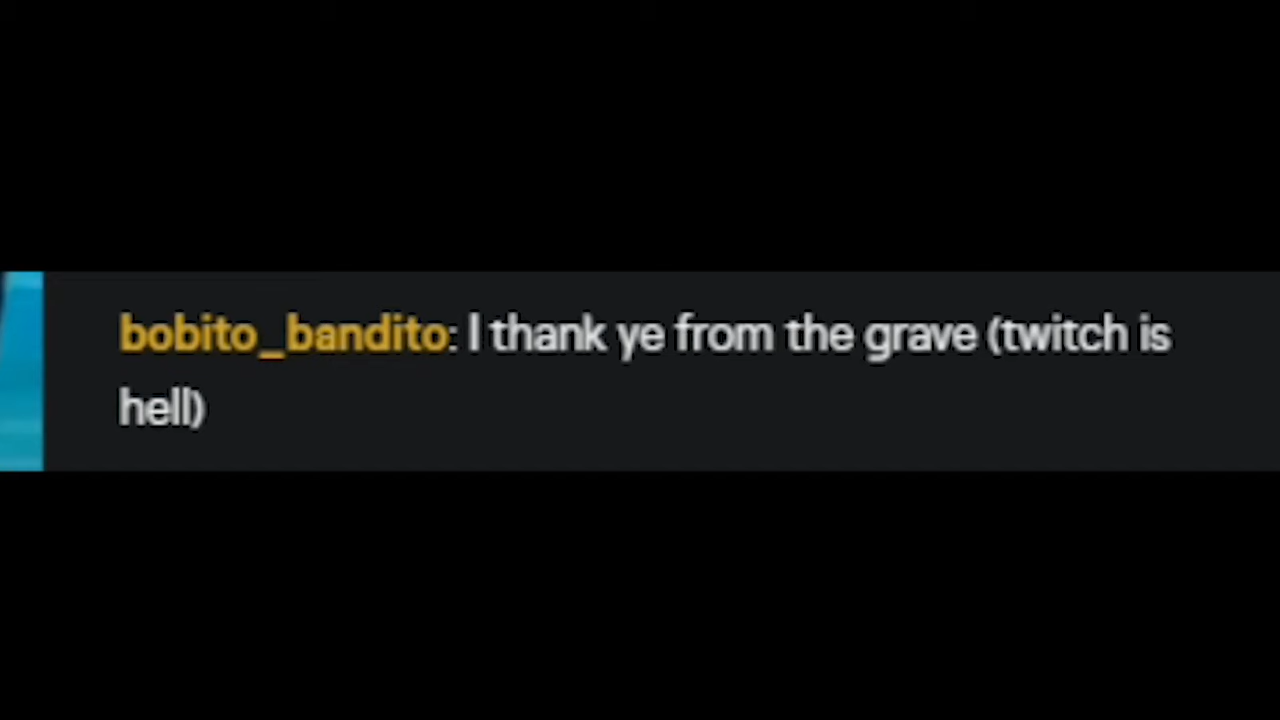 bobito_bandito: I thank ye from the grave (twitch is
hell)